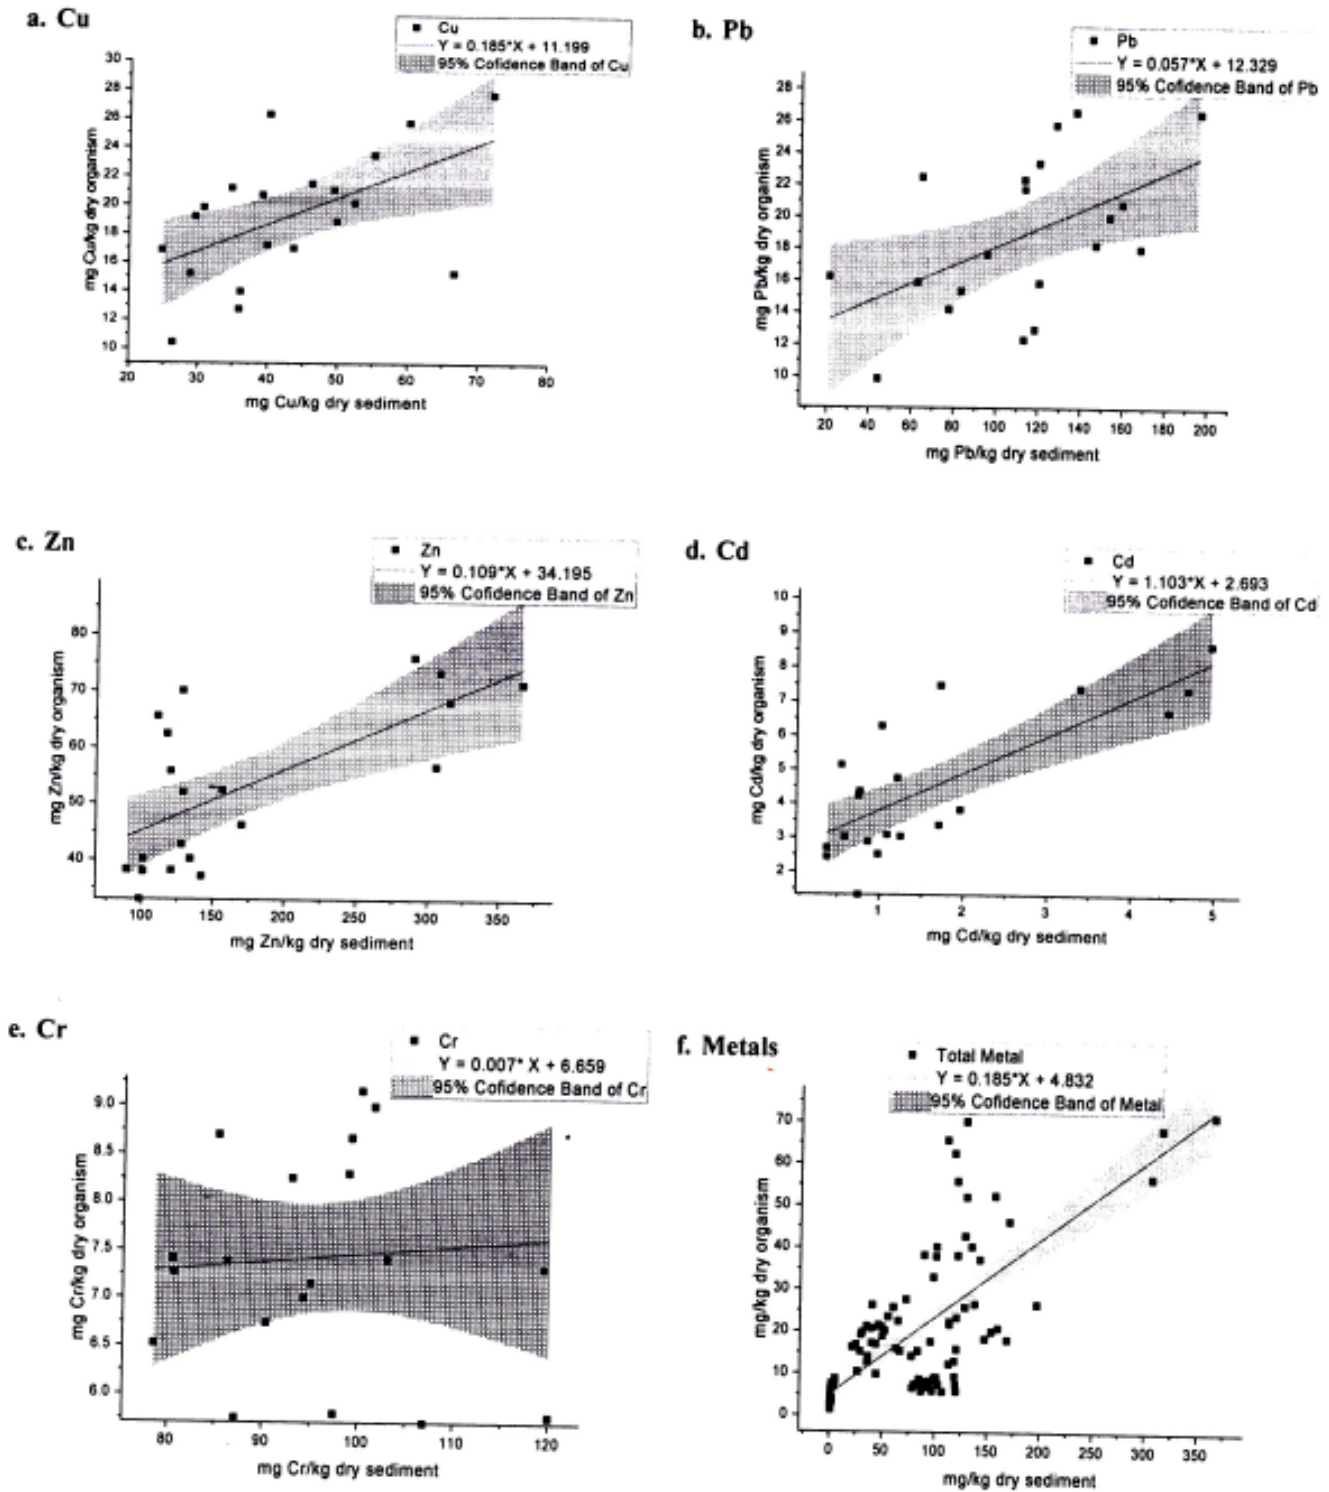 a. Cu
Cu
Y = 0.185*X + 11.199
95% Cofidence Band of Cu
30
28
26
24
22
20
18
16
14
12
10
mg Cu/kg dry organism
20 30 40 50 60 70 80
mg Cu/kg dry sediment
b. Pb
Pb
Y = 0.057*X + 12.329
95% Cofidence Band of Pb
28
26
24
22
20
18
16
14
12
10
mg Pb/kg dry organism
20 40 60 80 100 120 140 160 180 200
mg Pb/kg dry sediment
c. Zn
Zn
Y = 0.109*X + 34.195
95% Cofidence Band of Zn
80
70
60
50
40
mg Zn/kg dry organism
100 150 200 250 300 350
mg Zn/kg dry sediment
d. Cd
Cd
Y = 1.103*X + 2.693
95% Cofidence Band of Cd
10
9
8
7
6
5
4
3
2
mg Cd/kg dry organism
1 2 3 4 5
mg Cd/kg dry sediment
e. Cr
Cr
Y = 0.007* X + 6.659
95% Cofidence Band of Cr
9.0
8.5
8.0
7.5
7.0
6.5
6.0
mg Cr/kg dry organism
80 90 100 110 120
mg Cr/kg dry sediment
f. Metals
Total Metal
Y = 0.185*X + 4.832
95% Cofidence Band of Metal
70
60
50
40
30
20
10
0
mg/kg dry organism
0 50 100 150 200 250 300 350
mg/kg dry sediment